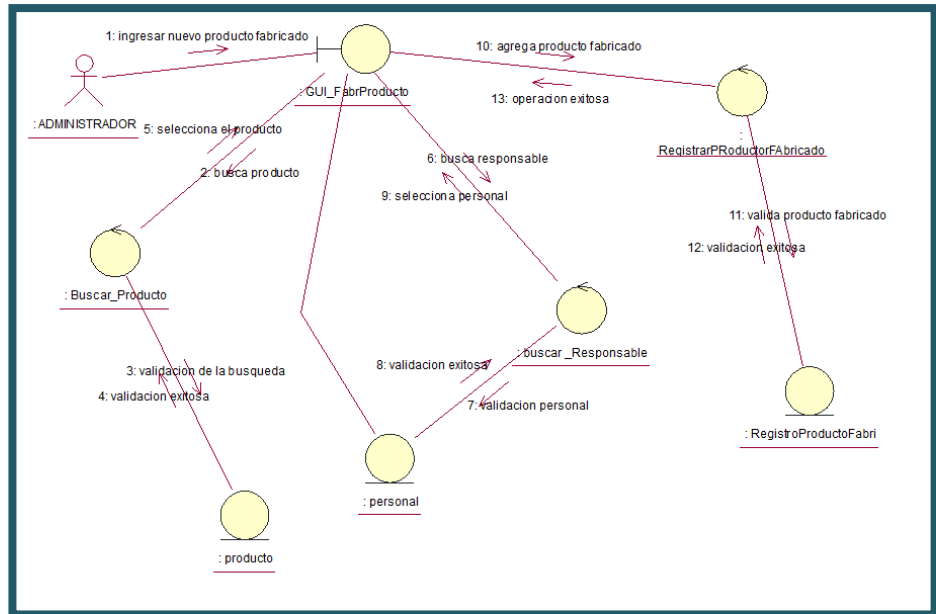 1: ingresar nuevo producto fabricado
10: agrega producto fabricado
: GUI_FabrProducto
13: operacion exitosa
: ADMINISTRADOR
5: selecciona el producto
:
RegistrarPRoductorFAbricado
6: busca responsable
2: busca producto
9: selecciona personal
11: valida producto fabricado
12: validacion exitosa
: Buscar_Producto
: buscar _Responsable
8: validacion exitosa
3: validacion de la busqueda
4: validacion exitosa
7: validacion personal
: RegistroProductoFabri
: personal
: producto